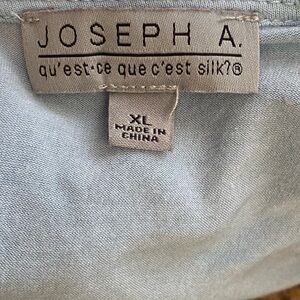 JOSEPH A.
qu'est-ce que c'est silk?®
XL
MADE IN
CHINA